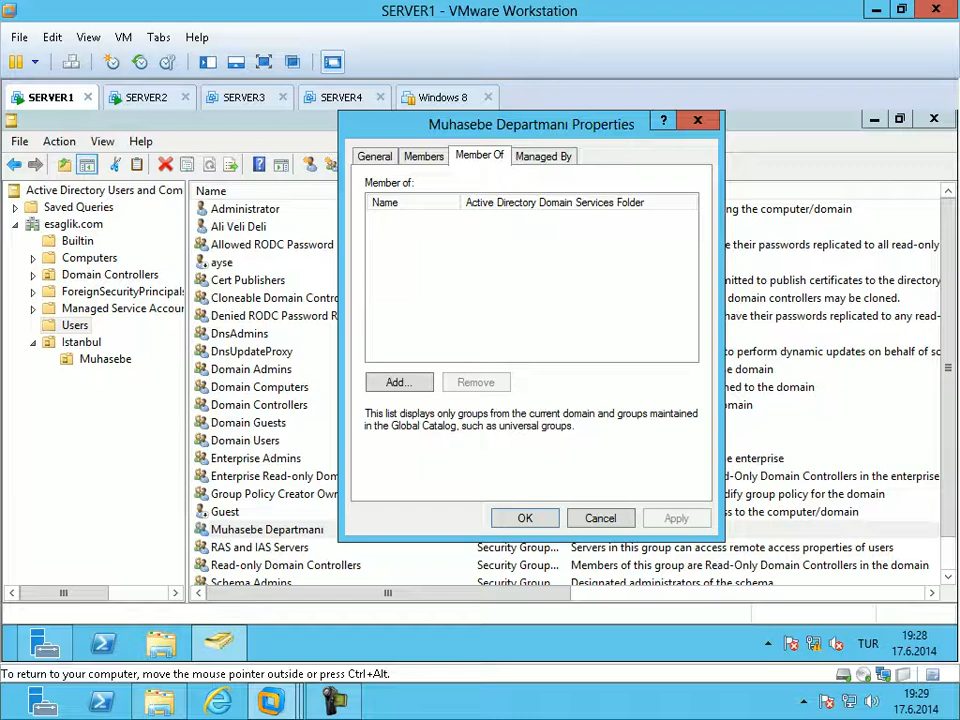 SERVER1 - VMware Workstation
File Edit View VM Tabs Help
SERVER1 SERVER2 SERVER3 SERVER4 Windows 8
Muhasebe Departmanı Properties
File Action View Help
General Members Member Of Managed By
Member of:
Name Active Directory Domain Services Folder
Add... Remove
This list displays only groups from the current domain and groups maintained
in the Global Catalog, such as universal groups.
OK Cancel Apply
Active Directory Users and Com
Saved Queries
esaglik.com
Builtin
Computers
Domain Controllers
ForeignSecurityPrincipals
Managed Service Accour
Users
Istanbul
Muhasebe
Name
Administrator ng the computer/domain
Ali Veli Deli
Allowed RODC Password their passwords replicated to all read-only
ayse
Cert Publishers mitted to publish certificates to the directory
Cloneable Domain Contro domain controllers may be cloned.
Denied RODC Password R have their passwords replicated to any read-
DnsAdmins
DnsUpdateProxy to perform dynamic updates on behalf of so
Domain Admins the domain
Domain Computers ned to the domain
Domain Controllers main
Domain Guests
Domain Users
Enterprise Admins e enterprise
Enterprise Read-only Dom Read-Only Domain Controllers in the enterprise
Group Policy Creator Own dify group policy for the domain
Guest ss to the computer/domain
Muhasebe Departmanı
RAS and IAS Servers Security Group... Servers in this group can access remote access properties of users
Read-only Domain Controllers Security Group... Members of this group are Read-Only Domain Controllers in the domain
Schema Admins Security Group... Designated administrators of the schema
TUR 19:28
17.6.2014
To return to your computer, move the mouse pointer outside or press Ctrl+Alt.
19:29
17.6.2014